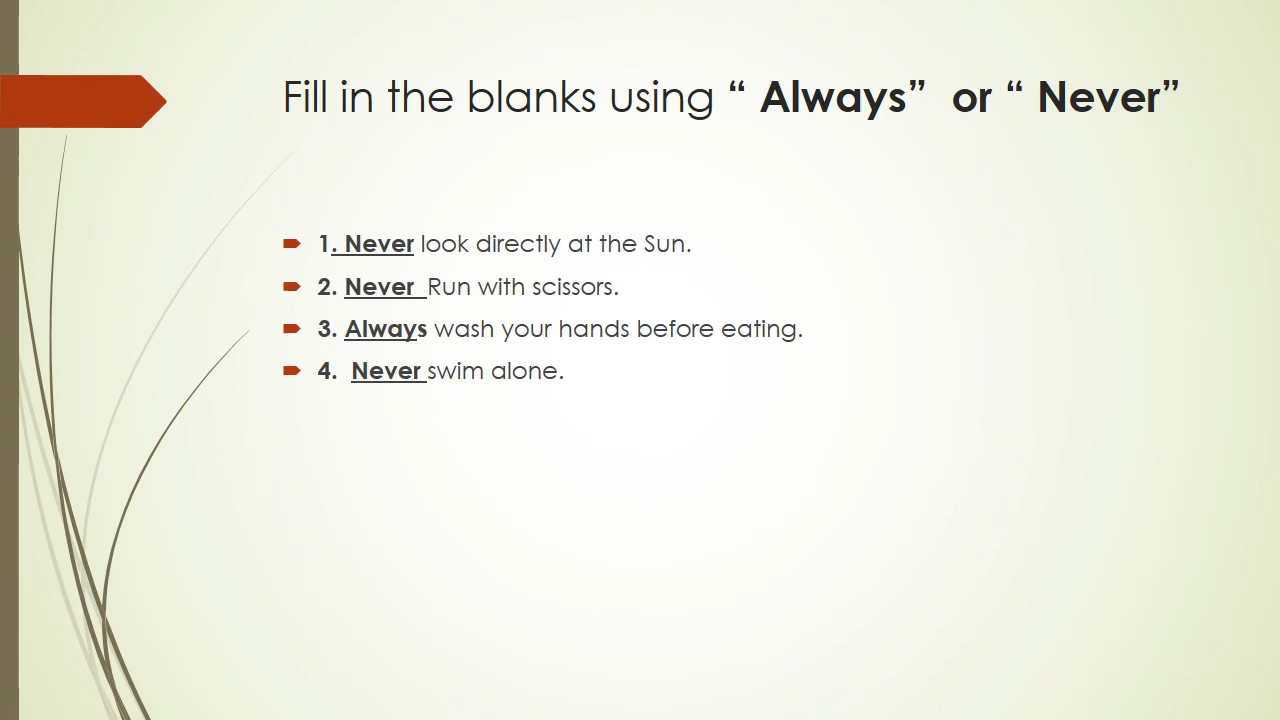 Fill in the blanks using “ Always”  or “ Never”
1. Never look directly at the Sun.
2. Never  Run with scissors.
3. Always wash your hands before eating.
4.  Never swim alone.